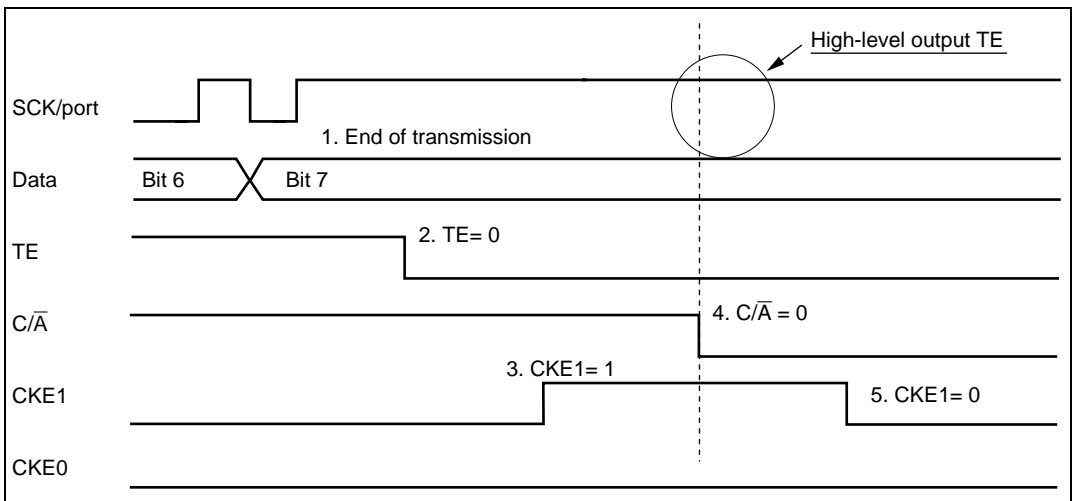 High-level output TE
SCK/port
1. End of transmission
Data
Bit 6
Bit 7
TE
2. TE= 0
C/A̅
4. C/A̅ = 0
3. CKE1= 1
CKE1
5. CKE1= 0
CKE0